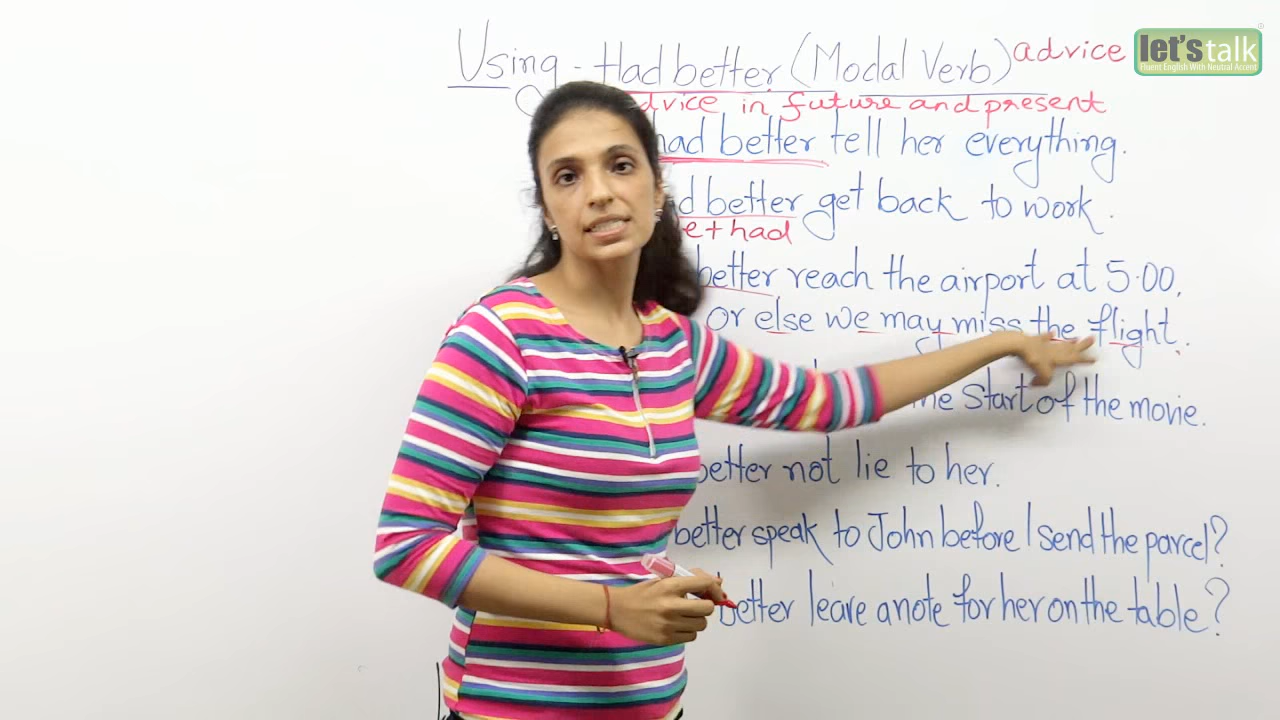 let's talk
Fluent English With Neutral Accent
Using - Had better (Modal Verb) advice
dvice in future and present
had better tell her everything.
d better get back to work.
e+had
better reach the airport at 5.00,
or else we may miss the flight.
the start of the movie.
better not lie to her.
better speak to John before I send the parcel?
better leave a note for her on the table?